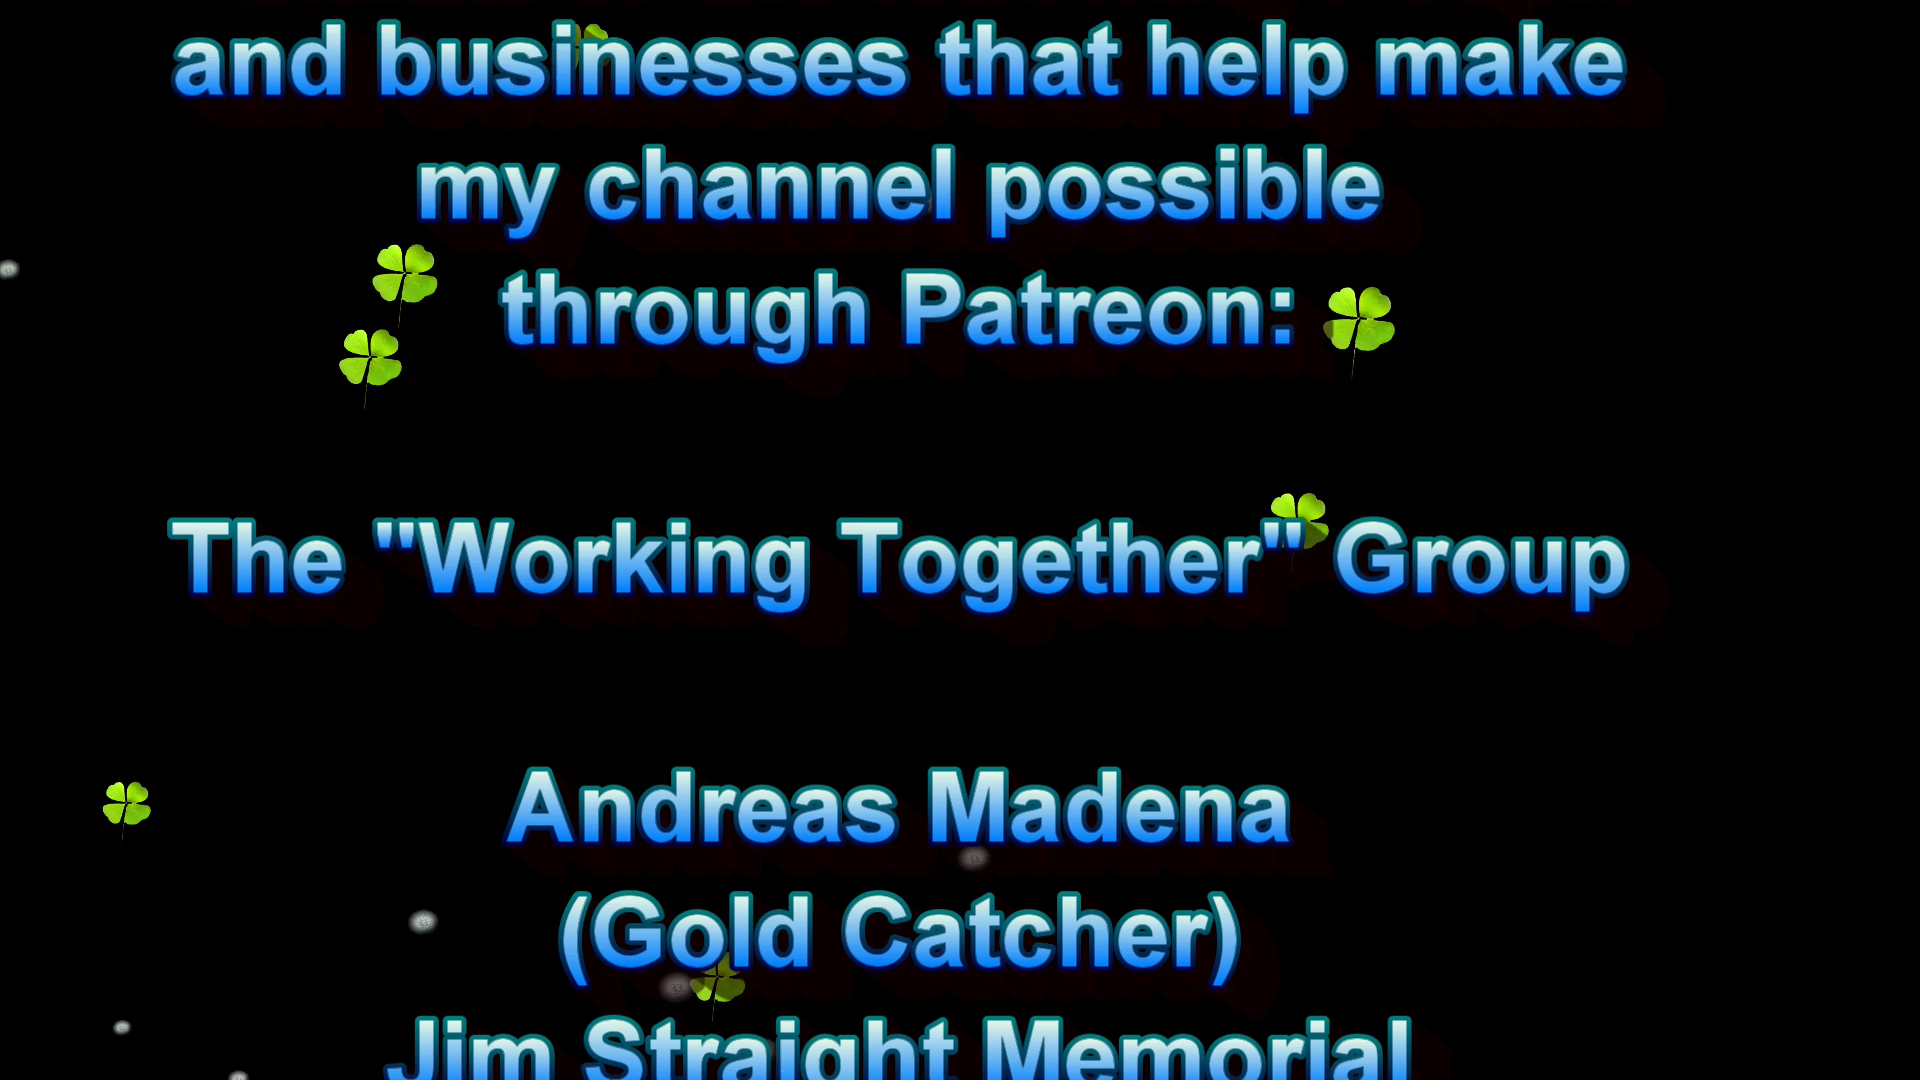 and businesses that help make
my channel possible
through Patreon:
The "Working Together" Group
Andreas Madena
(Gold Catcher)
Jim Straight Memorial